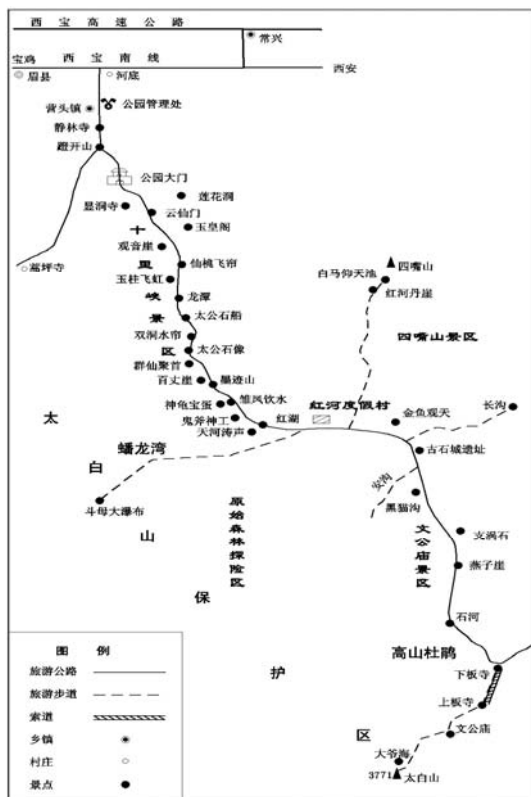 西宝高速公路
常兴
宝鸡
西宝南线
西安
眉县
河底
公园管理处
营头镇
静林寺
蹬开山
公园大门
莲花洞
显洞寺
云仙门
玉皇阁
十里峡景区
观音崖
仙桃飞帘
玉柱飞虹
龙潭
太公石船
双洞水帘
太公石像
群仙聚首
百丈崖
墨迹山
神龟宝蛋
雏凤饮水
鬼斧神工
红湖
天河涛声
蒿坪寺
四嘴山
白马仰天池
红河丹崖
四嘴山景区
红河度假村
金鱼观天
长沟
古石城遗址
安沟
黑猫沟
蟠龙湾
斗母大瀑布
原始森林探险区
文公庙景区
支涡石
燕子崖
石河
高山杜鹃
下板寺
上板寺
文公庙
大爷海
3771
太白山
太白山保护区
图 例
旅游公路
旅游步道
索道
乡镇
村庄
景点